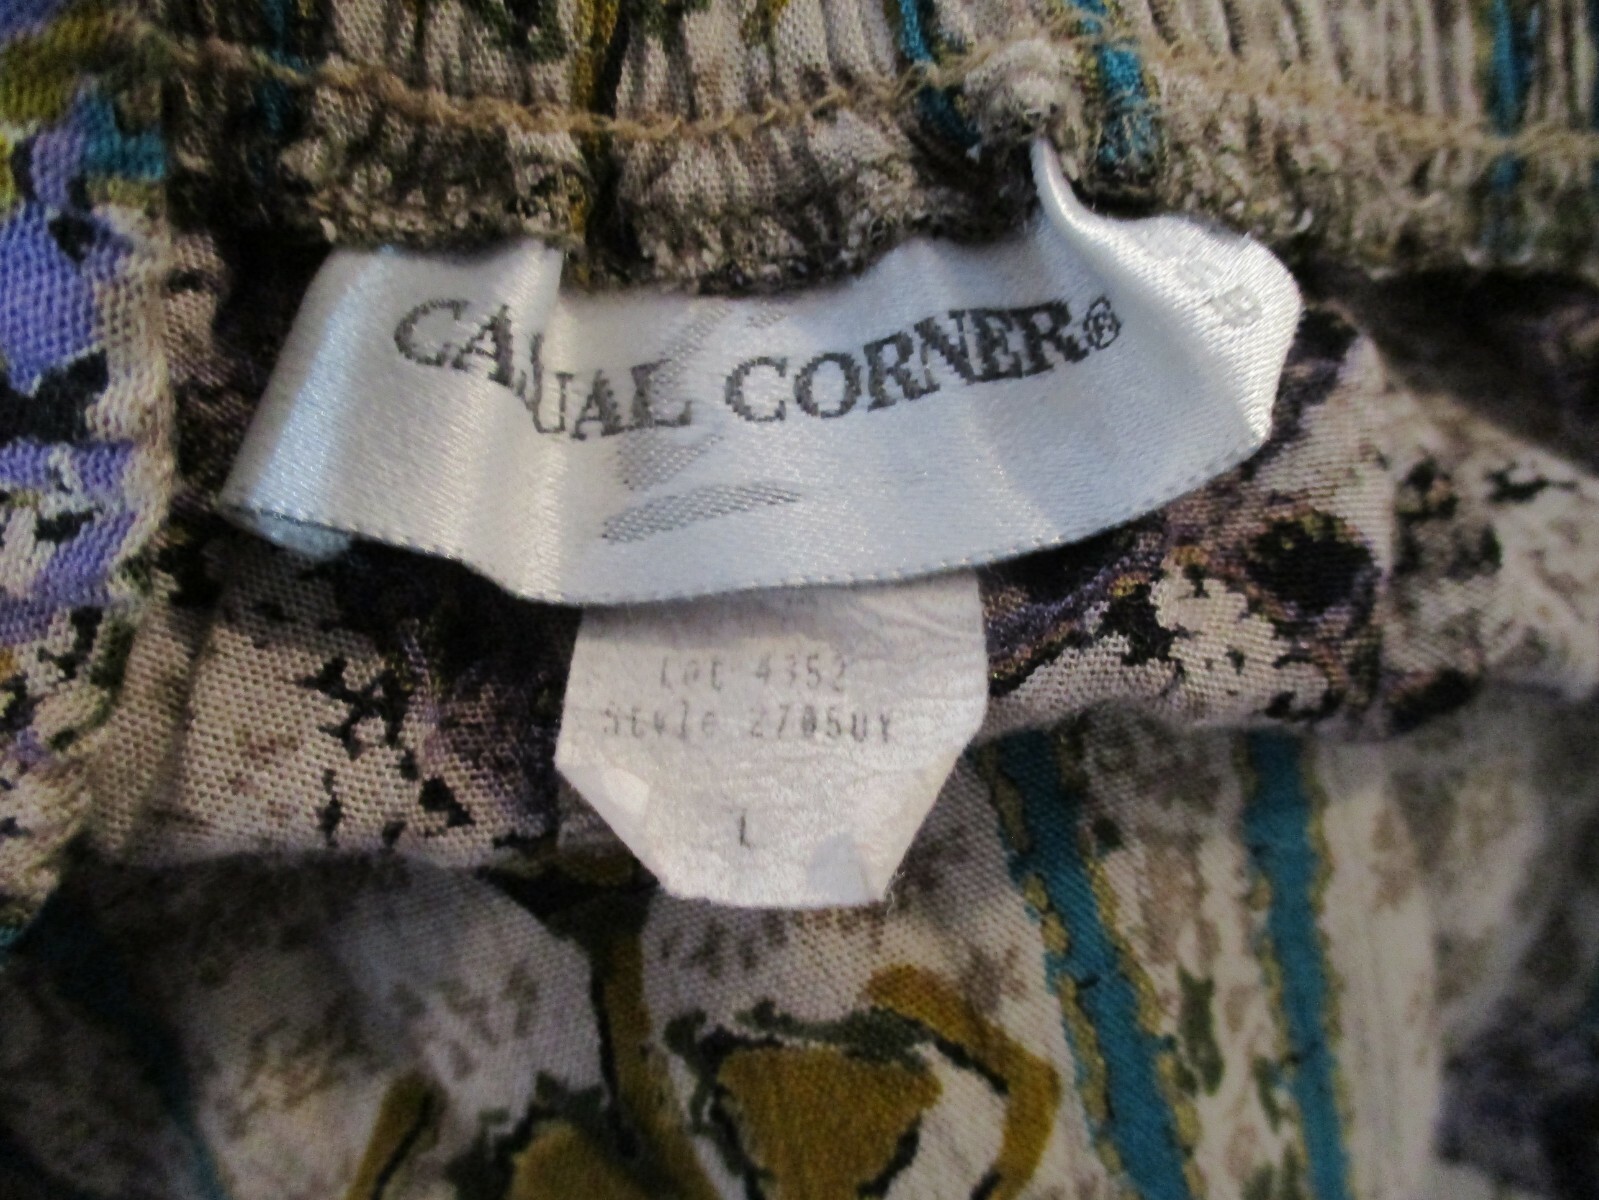 CASUAL CORNER®
Lot 4352
Style 2705UY
L